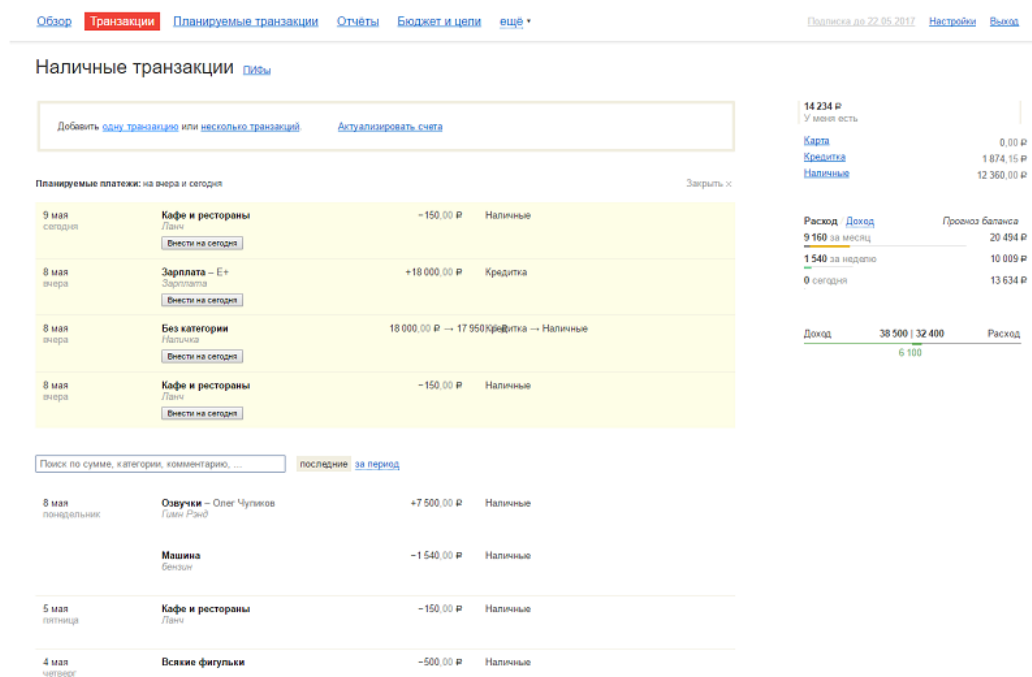 Обзор Транзакции Планируемые транзакции Отчёты Бюджет и цели ещё
Подписка до 22.05.2017 Настройки Выход
Наличные транзакции ПИФы
Добавить одну транзакцию или несколько транзакций. Актуализировать счета
Планируемые платежи: на вчера и сегодня Закрыть ×
9 мая Кафе и рестораны −150,00 ₽ Наличные
сегодня Ланч
Внести на сегодня
8 мая Зарплата – Е+ +18 000,00 ₽ Кредитка
вчера Зарплата
Внести на сегодня
8 мая Без категории 18 000,00 ₽ → 17 950 Кредитка → Наличные
вчера Наличка
Внести на сегодня
8 мая Кафе и рестораны −150,00 ₽ Наличные
вчера Ланч
Внести на сегодня
Поиск по сумме, категории, комментарию, ... последние за период
8 мая Озвучки – Олег Чуликов +7 500,00 ₽ Наличные
понедельник Гимн Рэнд
Машина −1 540,00 ₽ Наличные
бензин
5 мая Кафе и рестораны −150,00 ₽ Наличные
пятница Ланч
4 мая Всякие фигульки −500,00 ₽ Наличные
четверг
14 234 ₽
У меня есть
Карта 0,00 ₽
Кредитка 1 874,15 ₽
Наличные 12 360,00 ₽
Расход Доход Прогноз баланса
9 160 за месяц 20 494 ₽
1 540 за неделю 10 009 ₽
0 сегодня 13 634 ₽
Доход 38 500 | 32 400 Расход
6 100